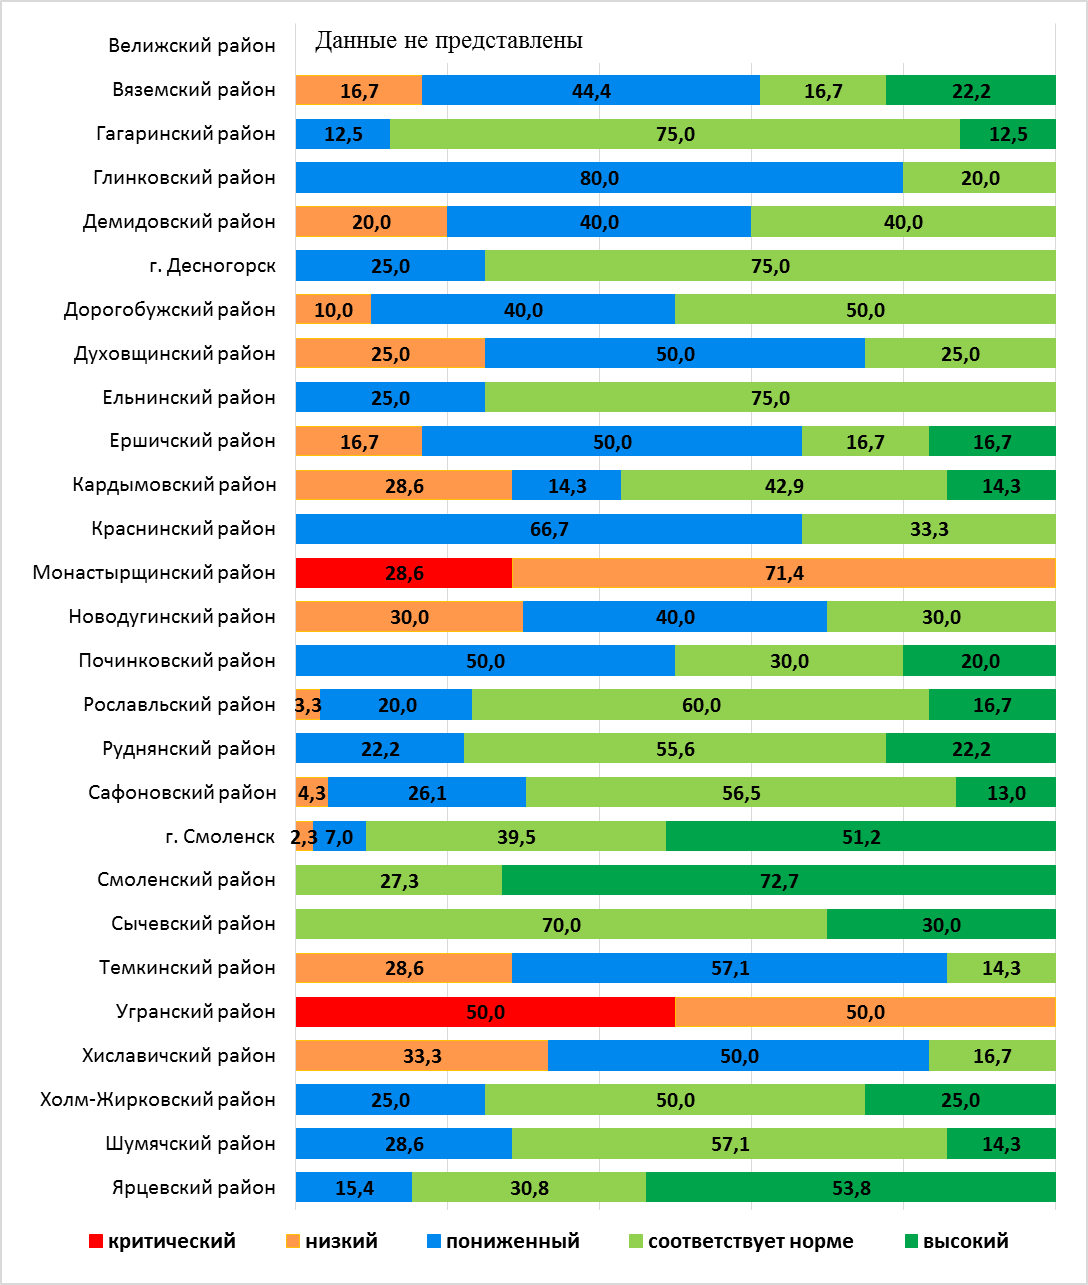 Велижский район Данные не представлены
Вяземский район 16,7 44,4 16,7 22,2
Гагаринский район 12,5 75,0 12,5
Глинковский район 80,0 20,0
Демидовский район 20,0 40,0 40,0
г. Десногорск 25,0 75,0
Дорогобужский район 10,0 40,0 50,0
Духовщинский район 25,0 50,0 25,0
Ельнинский район 25,0 75,0
Ершичский район 16,7 50,0 16,7 16,7
Кардымовский район 28,6 14,3 42,9 14,3
Краснинский район 66,7 33,3
Монастырщинский район 28,6 71,4
Новодугинский район 30,0 40,0 30,0
Починковский район 50,0 30,0 20,0
Рославльский район 3,3 20,0 60,0 16,7
Руднянский район 22,2 55,6 22,2
Сафоновский район 4,3 26,1 56,5 13,0
г. Смоленск 2,3 7,0 39,5 51,2
Смоленский район 27,3 72,7
Сычевский район 70,0 30,0
Темкинский район 28,6 57,1 14,3
Угранский район 50,0 50,0
Хиславичский район 33,3 50,0 16,7
Холм-Жирковский район 25,0 50,0 25,0
Шумячский район 28,6 57,1 14,3
Ярцевский район 15,4 30,8 53,8
критический низкий пониженный соответствует норме высокий